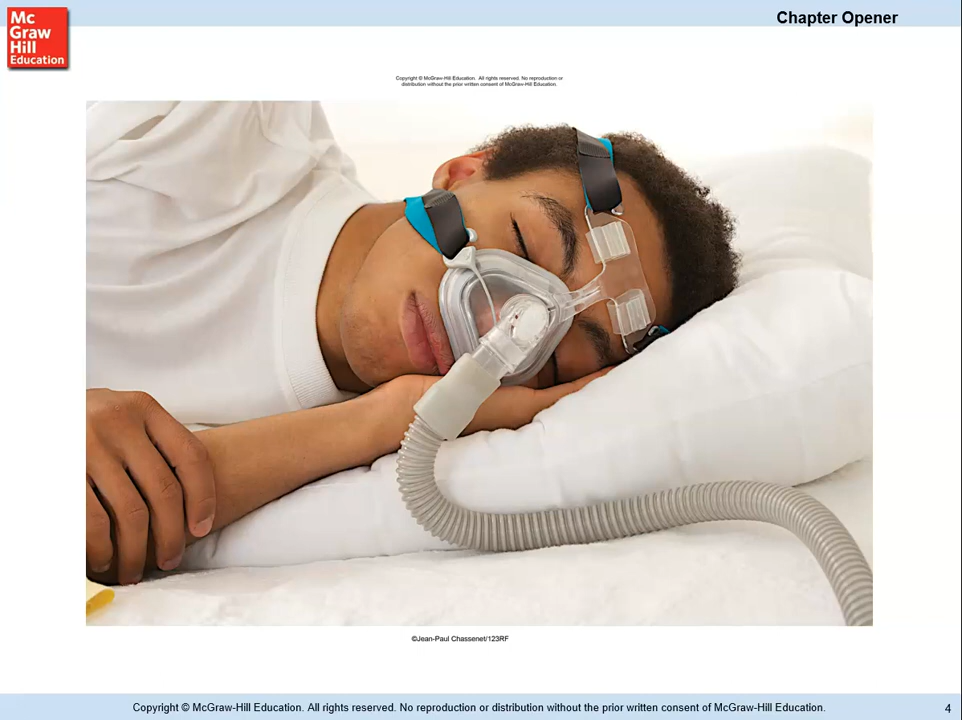 Mc
Graw
Hill
Education
Chapter Opener
Copyright © McGraw-Hill Education. All rights reserved. No reproduction or
distribution without the prior written consent of McGraw-Hill Education.
©Jean-Paul Chassenet/123RF
Copyright © McGraw-Hill Education. All rights reserved. No reproduction or distribution without the prior written consent of McGraw-Hill Education.
4